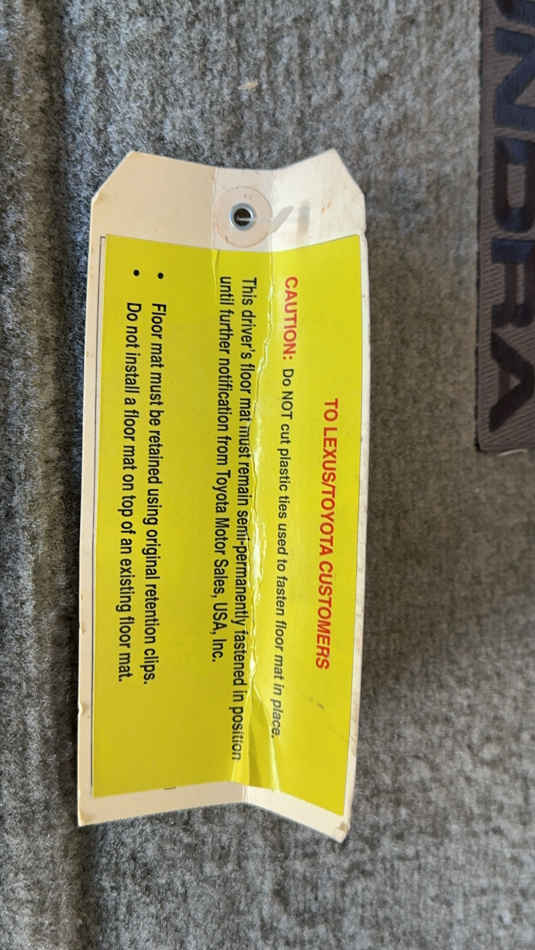 UNDRA
TO LEXUS/TOYOTA CUSTOMERS
CAUTION: Do NOT cut plastic ties used to fasten floor mat in place.
This driver's floor mat must remain semi-permanently fastened in position
until further notification from Toyota Motor Sales, USA, Inc.
• Floor mat must be retained using original retention clips.
• Do not install a floor mat on top of an existing floor mat.